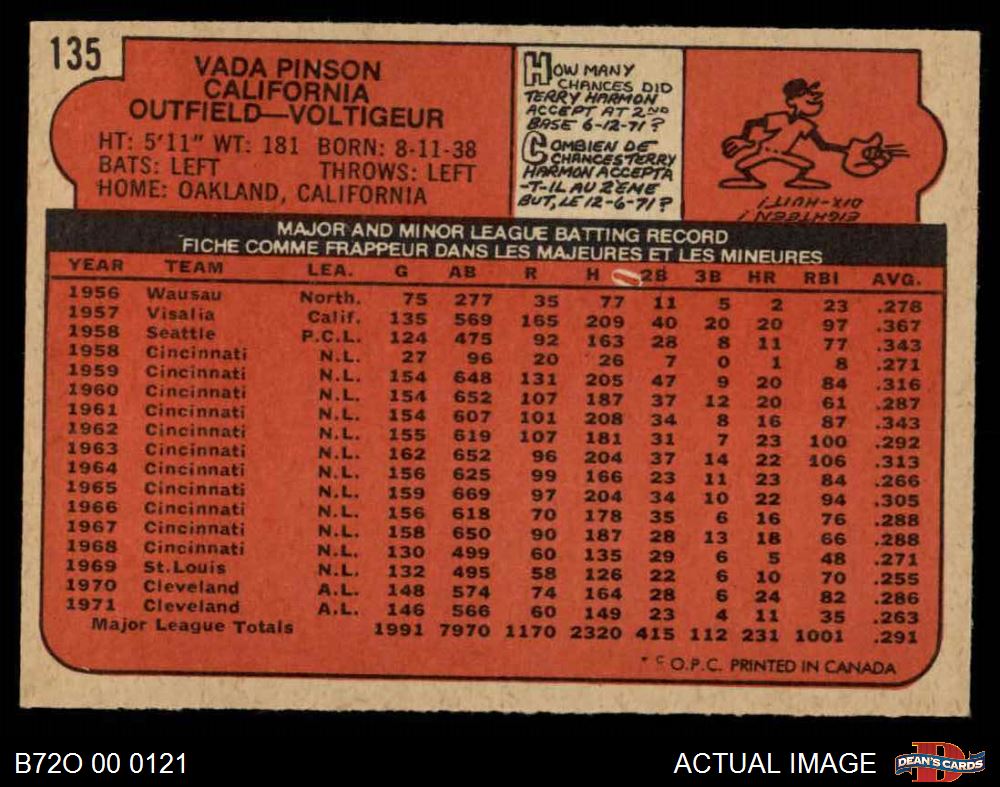 135
VADA PINSON
CALIFORNIA
OUTFIELD—VOLTIGEUR
HT: 5'11" WT: 181 BORN: 8-11-38
BATS: LEFT THROWS: LEFT
HOME: OAKLAND, CALIFORNIA
HOW MANY
CHANCES DID
TERRY HARMON
ACCEPT AT 2ND
BASE 6-12-71?
COMBIEN DE
CHANCES TERRY
HARMON ACCEPTA
-T-IL AU 2EME
BUT, LE 12-6-71?
EIGHTEEN!
DIX-HUIT!
MAJOR AND MINOR LEAGUE BATTING RECORD
FICHE COMME FRAPPEUR DANS LES MAJEURES ET LES MINEURES
YEAR TEAM LEA. G AB R H 2B 3B HR RBI AVG.
1956 Wausau North. 75 277 35 77 11 5 2 23 .278
1957 Visalia Calif. 135 569 165 209 40 20 20 97 .367
1958 Seattle P.C.L. 124 475 92 163 28 8 11 77 .343
1958 Cincinnati N.L. 27 96 20 26 7 0 1 8 .271
1959 Cincinnati N.L. 154 648 131 205 47 9 20 84 .316
1960 Cincinnati N.L. 154 652 107 187 37 12 20 61 .287
1961 Cincinnati N.L. 154 607 101 208 34 8 16 87 .343
1962 Cincinnati N.L. 155 619 107 181 31 7 23 100 .292
1963 Cincinnati N.L. 162 652 96 204 37 14 22 106 .313
1964 Cincinnati N.L. 156 625 99 166 23 11 23 84 .266
1965 Cincinnati N.L. 159 669 97 204 34 10 22 94 .305
1966 Cincinnati N.L. 156 618 70 178 35 6 16 76 .288
1967 Cincinnati N.L. 158 650 90 187 28 13 18 66 .288
1968 Cincinnati N.L. 130 499 60 135 29 6 5 48 .271
1969 St. Louis N.L. 132 495 58 126 22 6 10 70 .255
1970 Cleveland A.L. 148 574 74 164 28 6 24 82 .286
1971 Cleveland A.L. 146 566 60 149 23 4 11 35 .263
Major League Totals 1991 7970 1170 2320 415 112 231 1001 .291
* © O.P.C. PRINTED IN CANADA
B72O 00 0121
ACTUAL IMAGE
DEAN'S CARDS